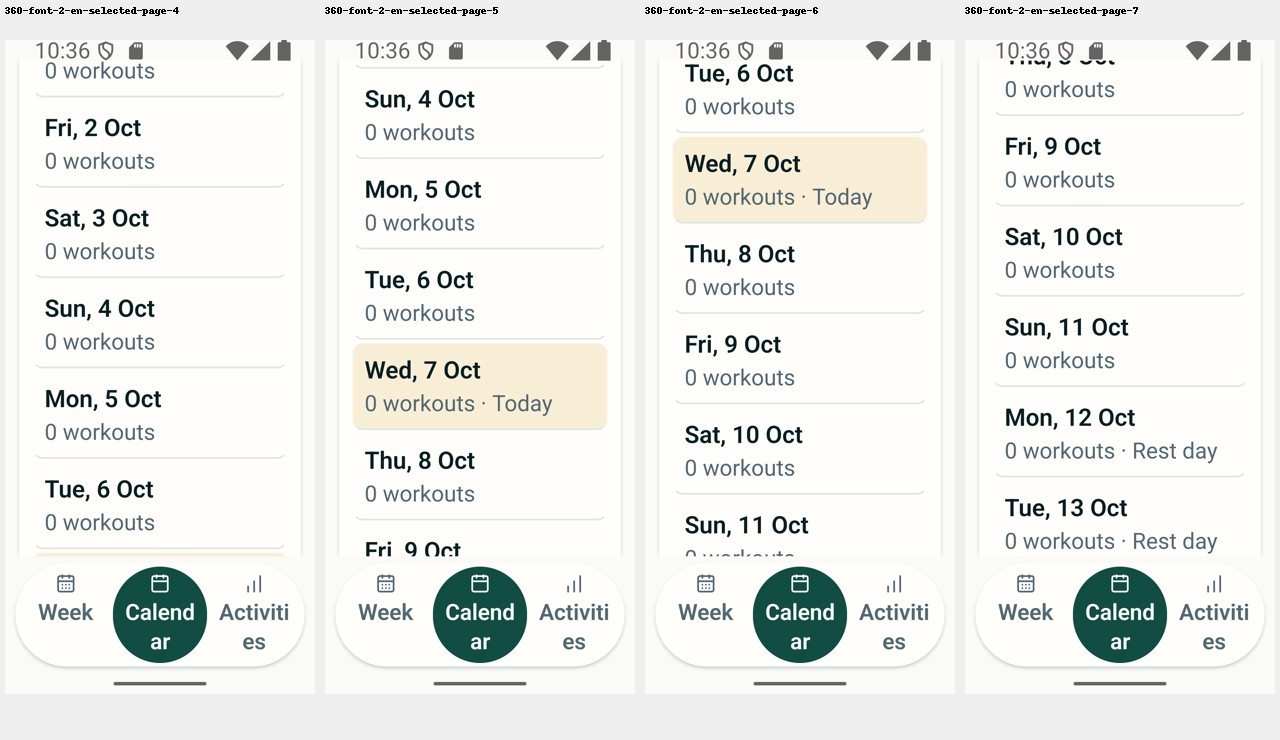 360-font-2-en-selected-page-4
10:36
0 workouts
Fri, 2 Oct
0 workouts
Sat, 3 Oct
0 workouts
Sun, 4 Oct
0 workouts
Mon, 5 Oct
0 workouts
Tue, 6 Oct
0 workouts
Week
Calend
ar
Activiti
es
360-font-2-en-selected-page-5
10:36
Sun, 4 Oct
0 workouts
Mon, 5 Oct
0 workouts
Tue, 6 Oct
0 workouts
Wed, 7 Oct
0 workouts · Today
Thu, 8 Oct
0 workouts
Fri, 9 Oct
Week
Calend
ar
Activiti
es
360-font-2-en-selected-page-6
10:36
Tue, 6 Oct
0 workouts
Wed, 7 Oct
0 workouts · Today
Thu, 8 Oct
0 workouts
Fri, 9 Oct
0 workouts
Sat, 10 Oct
0 workouts
Sun, 11 Oct
0 workouts
Week
Calend
ar
Activiti
es
360-font-2-en-selected-page-7
10:36
Thu, 8 Oct
0 workouts
Fri, 9 Oct
0 workouts
Sat, 10 Oct
0 workouts
Sun, 11 Oct
0 workouts
Mon, 12 Oct
0 workouts · Rest day
Tue, 13 Oct
0 workouts · Rest day
Week
Calend
ar
Activiti
es